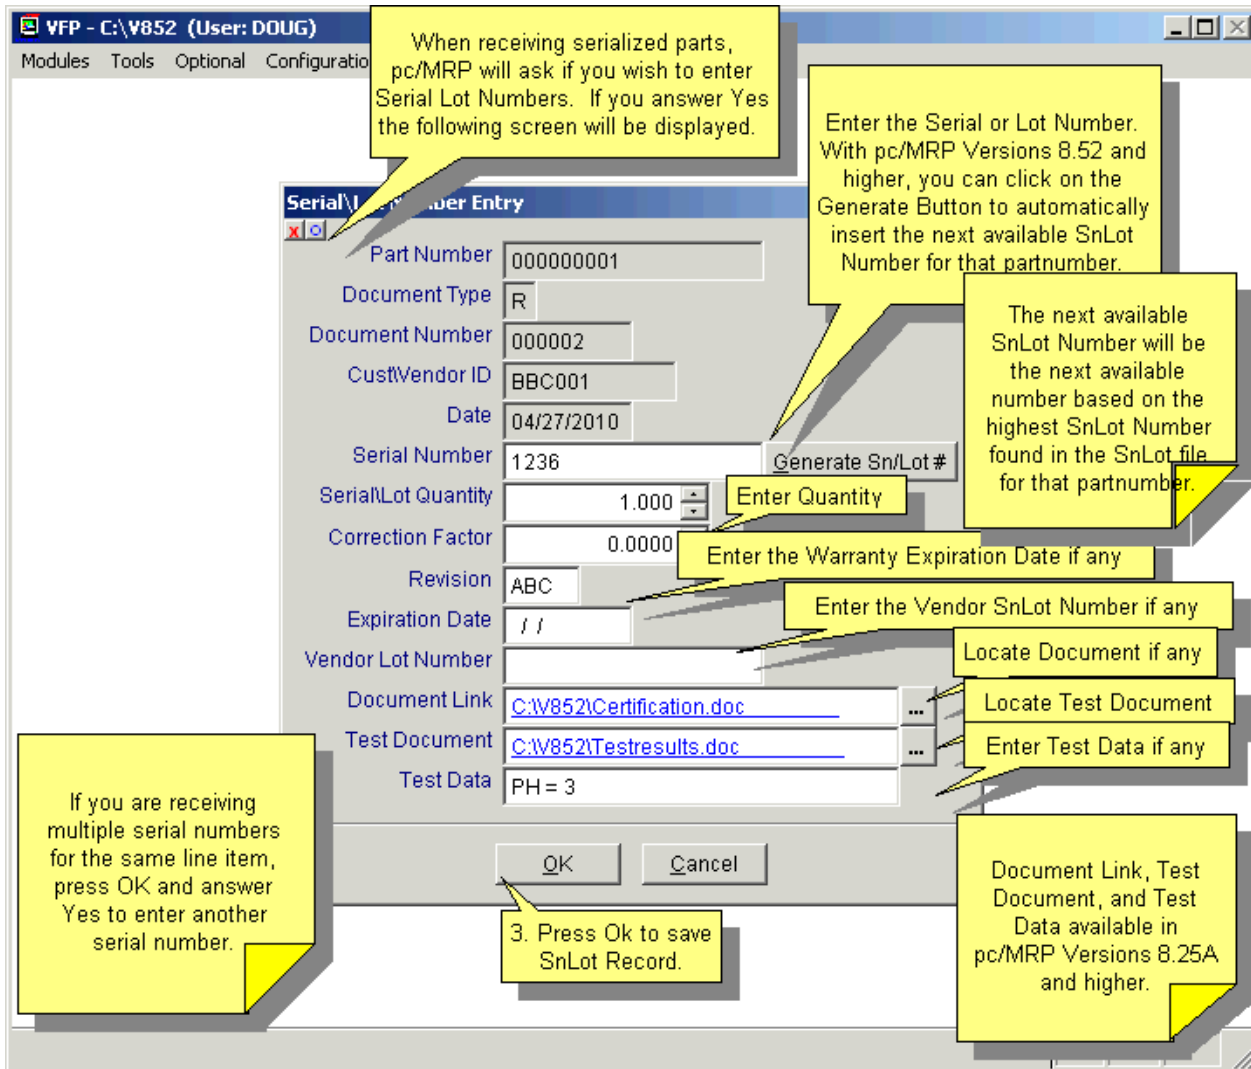 VFP - C:\V852 (User: DOUG)
Modules Tools Optional Configuratio
When receiving serialized parts,
pc/MRP will ask if you wish to enter
Serial Lot Numbers. If you answer Yes
the following screen will be displayed.
Enter the Serial or Lot Number.
With pc/MRP Versions 8.52 and
higher, you can click on the
Generate Button to automatically
insert the next available SnLot
Number for that partnumber.
The next available
SnLot Number will be
the next available
number based on the
highest SnLot Number
found in the SnLot file
for that partnumber.
Entry
Part Number 000000001
Document Type R
Document Number 000002
Cust\Vendor ID BBC001
Date 04/27/2010
Serial Number 1236 Generate Sn/Lot #
Serial\Lot Quantity 1.000
Enter Quantity
Correction Factor 0.0000
Enter the Warranty Expiration Date if any
Revision ABC
Enter the Vendor SnLot Number if any
Expiration Date / /
Vendor Lot Number
Locate Document if any
Document Link C:\V852\Certification.doc ...
Locate Test Document
Test Document C:\V852\Testresults.doc ...
Enter Test Data if any
Test Data PH = 3
OK Cancel
3. Press Ok to save
SnLot Record.
If you are receiving
multiple serial numbers
for the same line item,
press OK and answer
Yes to enter another
serial number.
Document Link, Test
Document, and Test
Data available in
pc/MRP Versions 8.25A
and higher.